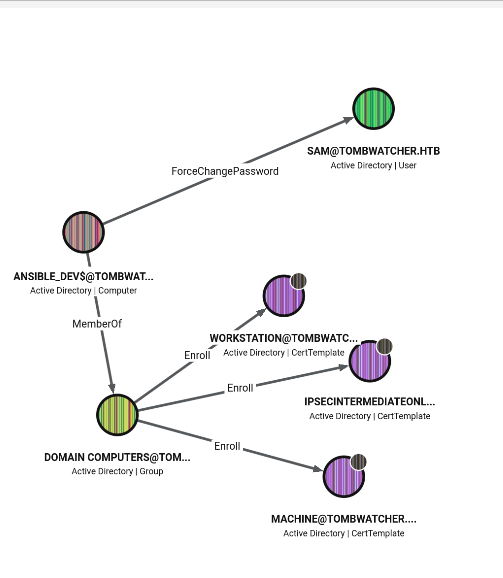 SAM@TOMBWATCHER.HTB
Active Directory | User
ForceChangePassword
ANSIBLE_DEV$@TOMBWAT...
Active Directory | Computer
MemberOf
WORKSTATION@TOMBWATC...
Active Directory | CertTemplate
Enroll
Enroll
IPSECINTERMEDIATEONL...
Active Directory | CertTemplate
Enroll
DOMAIN COMPUTERS@TOM...
Active Directory | Group
MACHINE@TOMBWATCHER....
Active Directory | CertTemplate